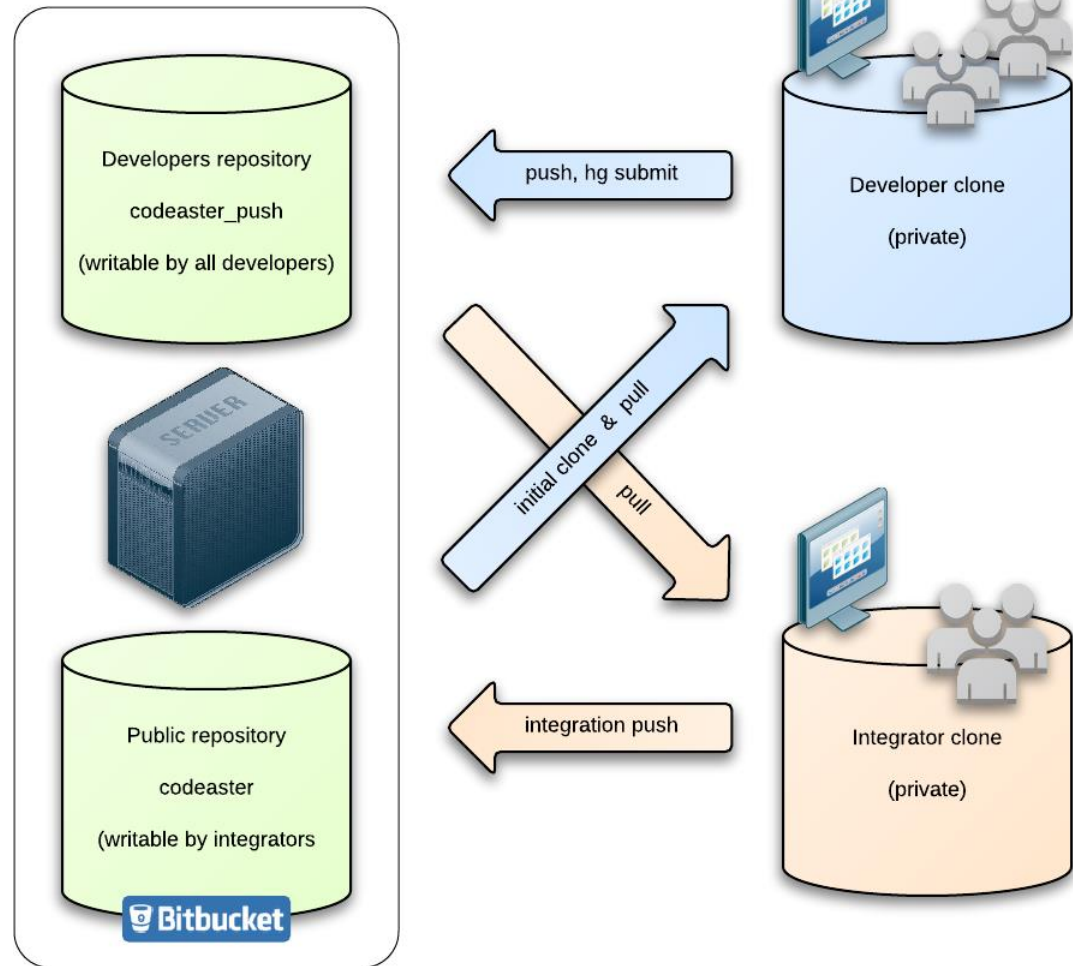 Developers repository
codeaster_push
(writable by all developers)
SERVER
Public repository
codeaster
(writable by integrators
Bitbucket
push, hg submit
initial clone & pull
pull
integration push
Developer clone
(private)
Integrator clone
(private)